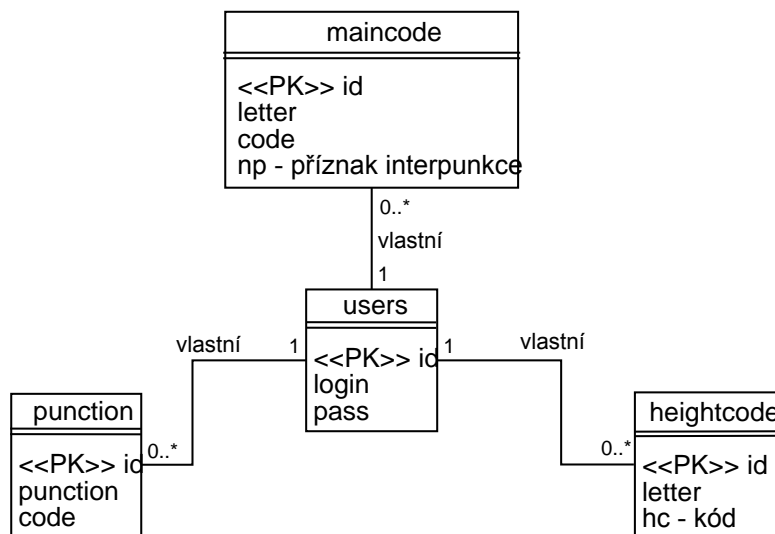 maincode
<<PK>> id
letter
code
np - příznak interpunkce
0..*
vlastní
1
users
<<PK>> id
login
pass
vlastní
1
1
vlastní
punction
<<PK>> id
punction
code
0..*
0..*
heightcode
<<PK>> id
letter
hc - kód